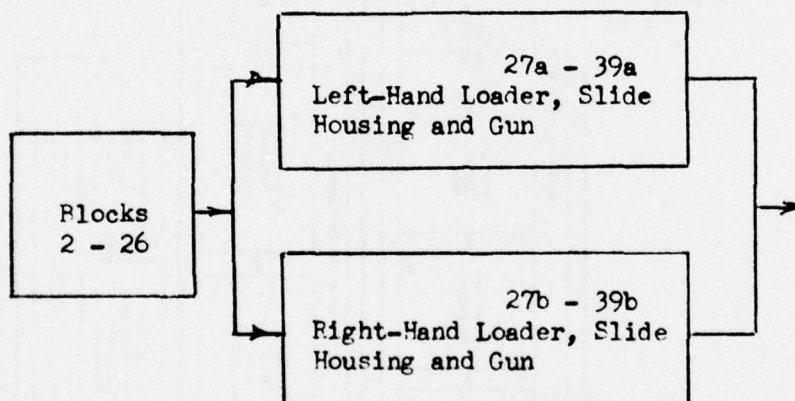 27a - 39a
Left-Hand Loader, Slide
Housing and Gun
Blocks
2 - 26
27b - 39b
Right-Hand Loader, Slide
Housing and Gun